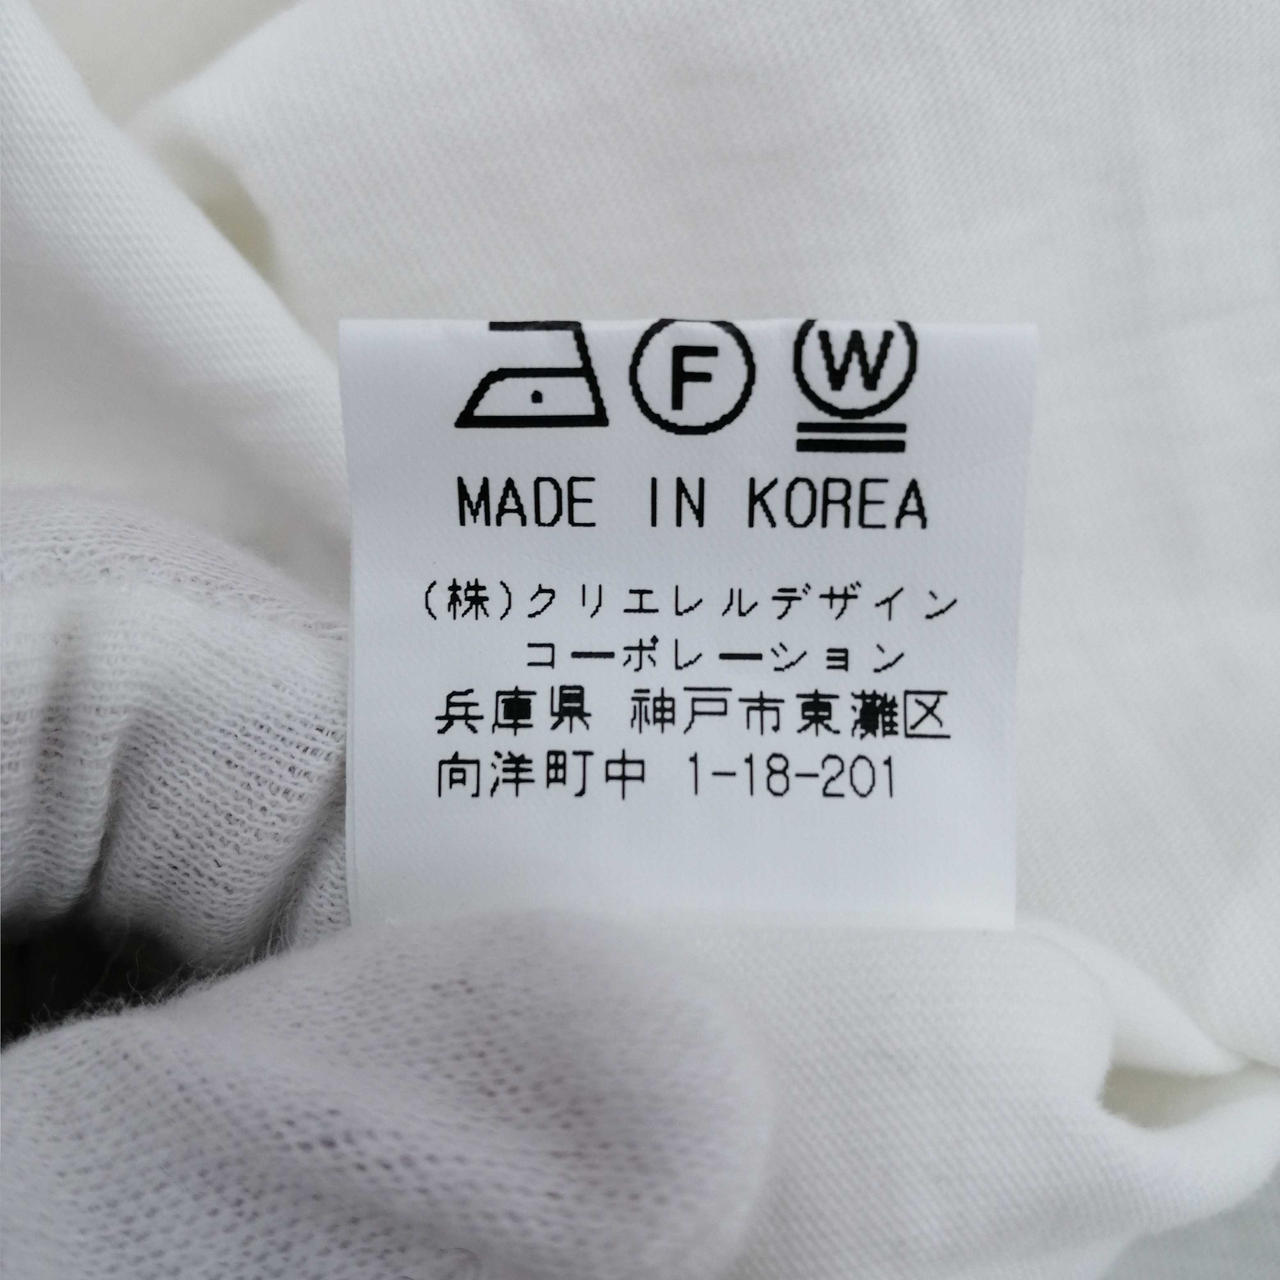 F W
MADE IN KOREA
(株)クリエレルデザイン
コーポレーション
兵庫県 神戸市東灘区
向洋町中 1-18-201